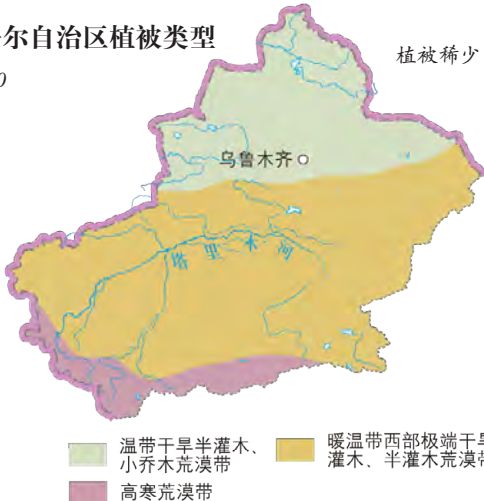 尔自治区植被类型
植被稀少
乌鲁木齐
塔里木河
温带干旱半灌木、
小乔木荒漠带
暖温带西部极端干旱
灌木、半灌木荒漠带
高寒荒漠带